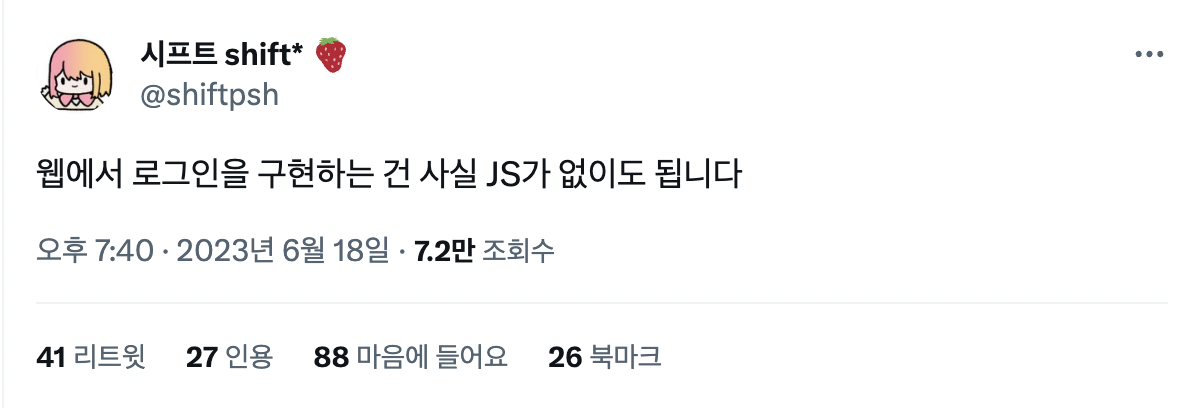 시프트 shift* 🍓
@shiftpsh
웹에서 로그인을 구현하는 건 사실 JS가 없이도 됩니다
오후 7:40 · 2023년 6월 18일 · 7.2만 조회수
41 리트윗 27 인용 88 마음에 들어요 26 북마크